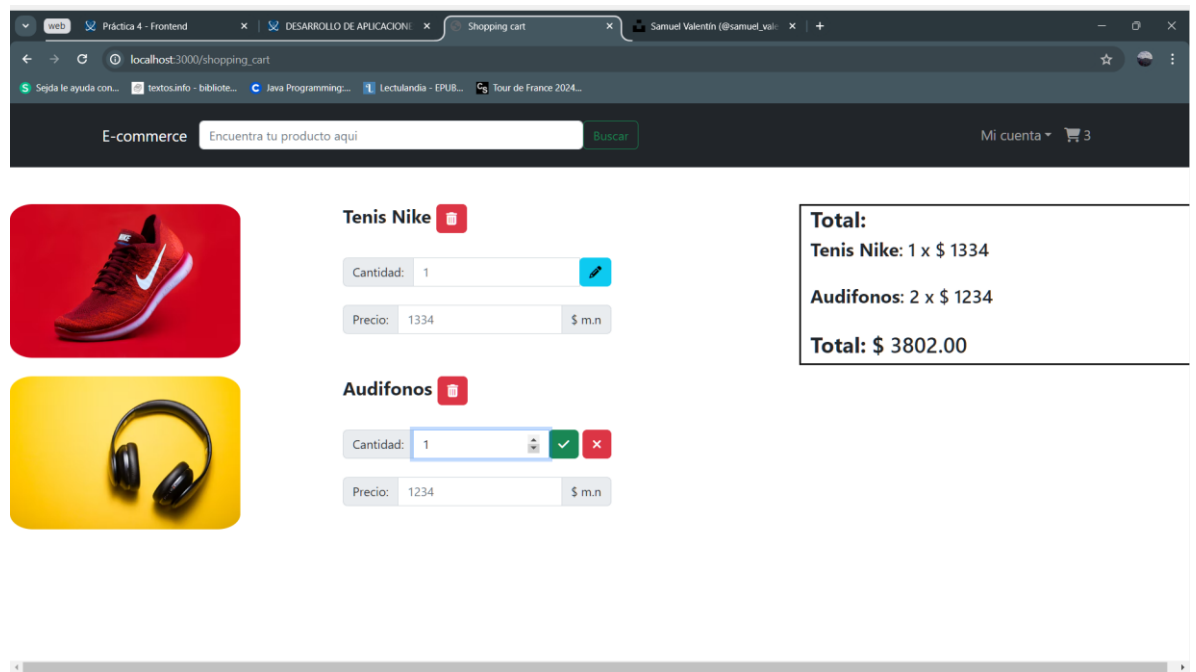 web Práctica 4 - Frontend DESARROLLO DE APLICACIONE Shopping cart Samuel Valentín (@samuel_vale
localhost:3000/shopping_cart
Sejda le ayuda con... textos.info - bibliote... Java Programming:... Lectulandia - EPUB... Tour de France 2024...
E-commerce Encuentra tu producto aqui Buscar Mi cuenta 3
Tenis Nike
Cantidad: 1
Precio: 1334 $ m.n
Audifonos
Cantidad: 1
Precio: 1234 $ m.n
Total:
Tenis Nike: 1 x $ 1334
Audifonos: 2 x $ 1234
Total: $ 3802.00